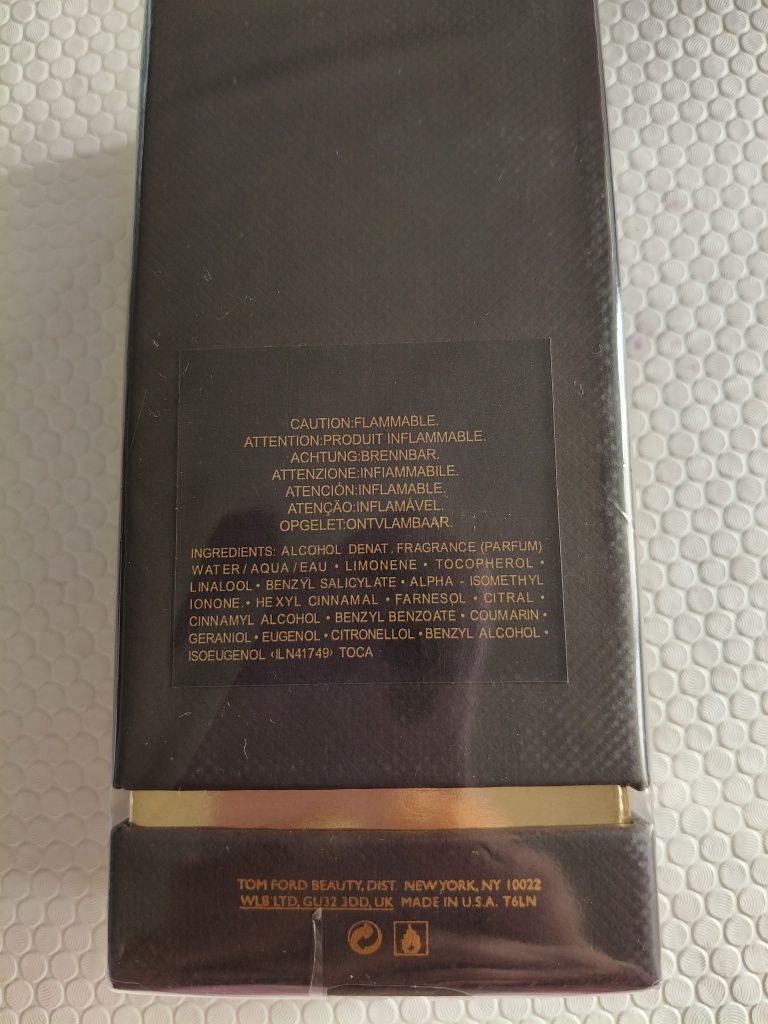 CAUTION:FLAMMABLE.
ATTENTION:PRODUIT INFLAMMABLE.
ACHTUNG:BRENNBAR.
ATTENZIONE:INFIAMMABILE.
ATENCIÓN:INFLAMABLE.
ATENÇÃO:INFLAMÁVEL.
OPGELET:ONTVLAMBAAR.
INGREDIENTS: ALCOHOL DENAT. FRAGRANCE (PARFUM)
WATER / AQUA / EAU • LIMONENE • TOCOPHEROL •
LINALOOL • BENZYL SALICYLATE • ALPHA - ISOMETHYL
IONONE • HEXYL CINNAMAL • FARNESOL • CITRAL •
CINNAMYL ALCOHOL • BENZYL BENZOATE • COUMARIN •
GERANIOL • EUGENOL • CITRONELLOL • BENZYL ALCOHOL •
ISOEUGENOL ‹ILN41749› TOCA
TOM FORD BEAUTY, DIST. NEW YORK, NY 10022
WLB LTD, GU32 3DD, UK MADE IN U.S.A. T6LN